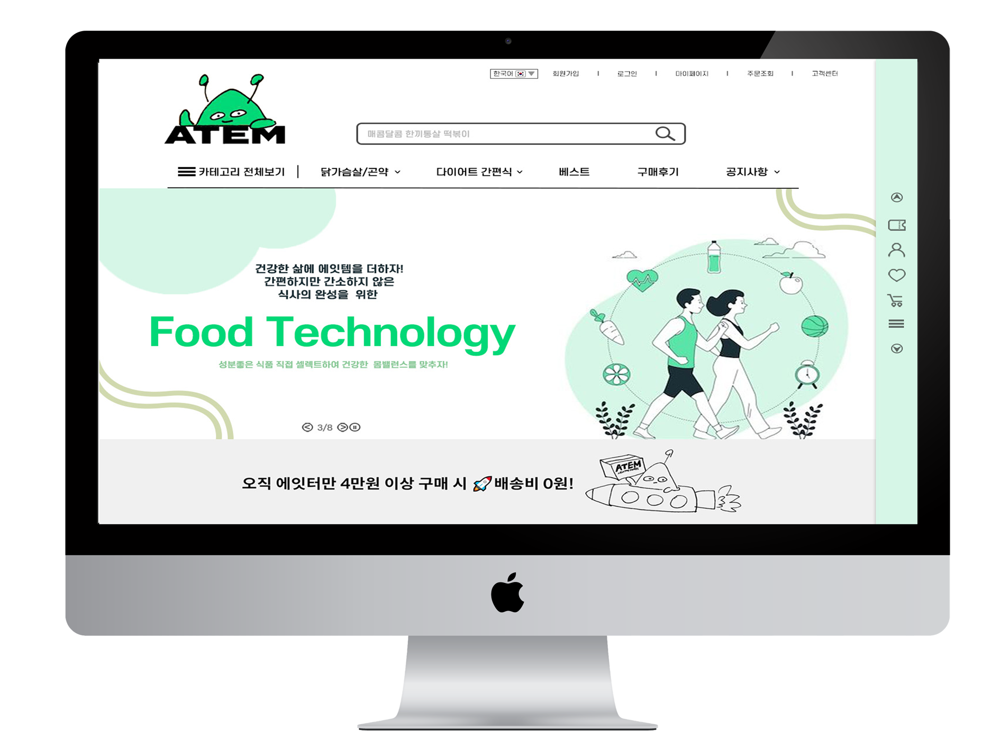 한국어
회원가입 | 로그인 | 마이페이지 | 주문조회 | 고객센터
ATEM
매콤달콤 한끼통살 떡볶이
카테고리 전체보기 | 닭가슴살/곤약 다이어트 간편식 베스트 구매후기 공지사항
건강한 삶에 에잇템을 더하자!
간편하지만 간소하지 않은
식사의 완성을 위한
Food Technology
성분좋은 식품 직접 셀렉트하여 건강한 몸밸런스를 맞추자!
3/8
오직 에잇터만 4만원 이상 구매 시 🚀배송비 0원!
ATEM